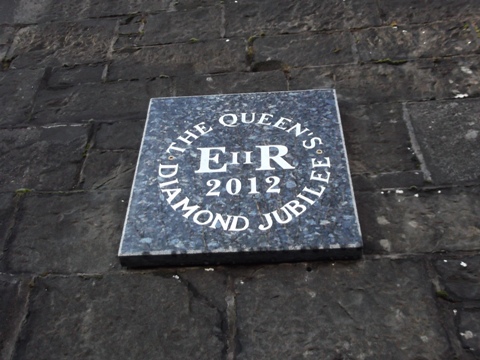 THE QUEEN'S
EIIR
2012
DIAMOND JUBILEE